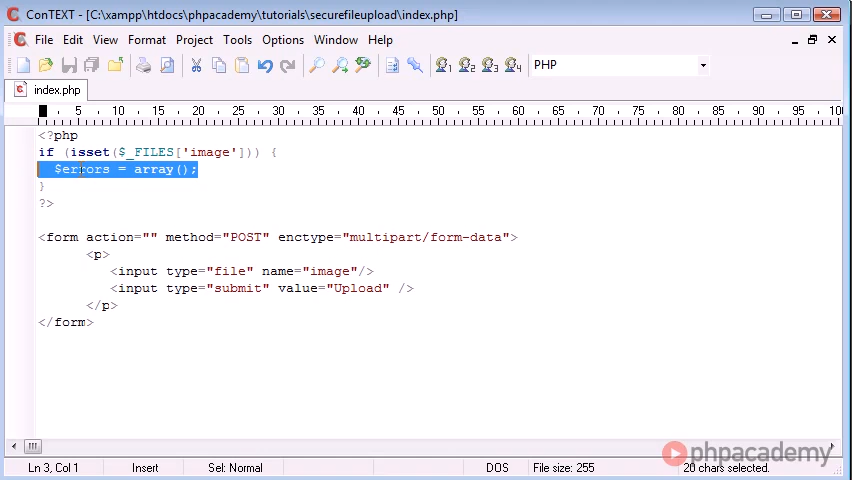 ConTEXT - [C:\xampp\htdocs\phpacademy\tutorials\securefileupload\index.php]
File Edit View Format Project Tools Options Window Help
1 2 3 4 PHP
index.php
5 10 15 20 25 30 35 40 45 50 55 60 65 70 75 80 85 90 95 100
<?php
if (isset($_FILES['image'])) {
$errors = array();
}
?>
<form action="" method="POST" enctype="multipart/form-data">
<p>
<input type="file" name="image"/>
<input type="submit" value="Upload" />
</p>
</form>
phpacademy
Ln 3, Col 1 Insert Sel: Normal DOS File size: 255 20 chars selected.